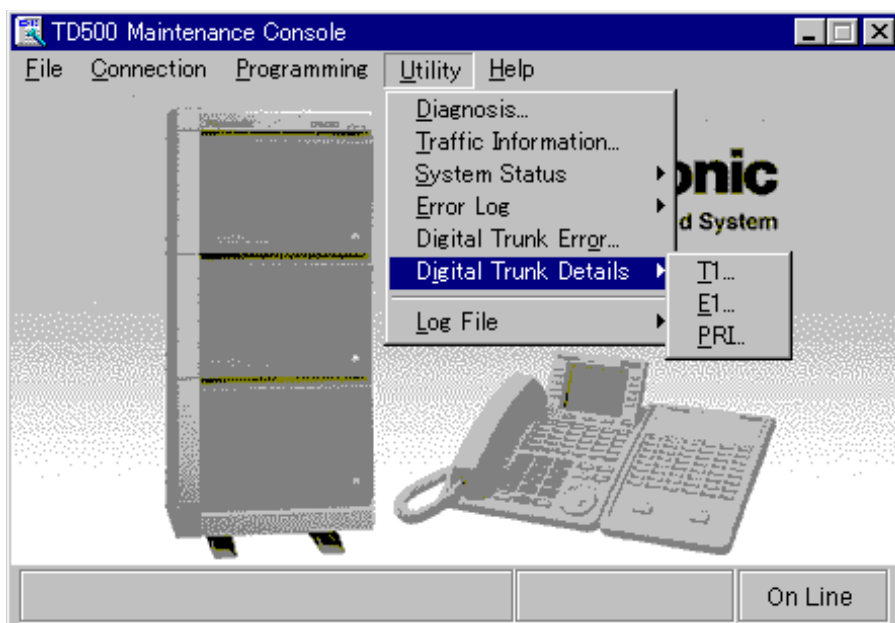 TD500 Maintenance Console
File Connection Programming Utility Help
Diagnosis...
Traffic Information...
System Status
Error Log
Digital Trunk Error...
Digital Trunk Details
Log File
T1...
E1...
PRI...
onic
d System
On Line